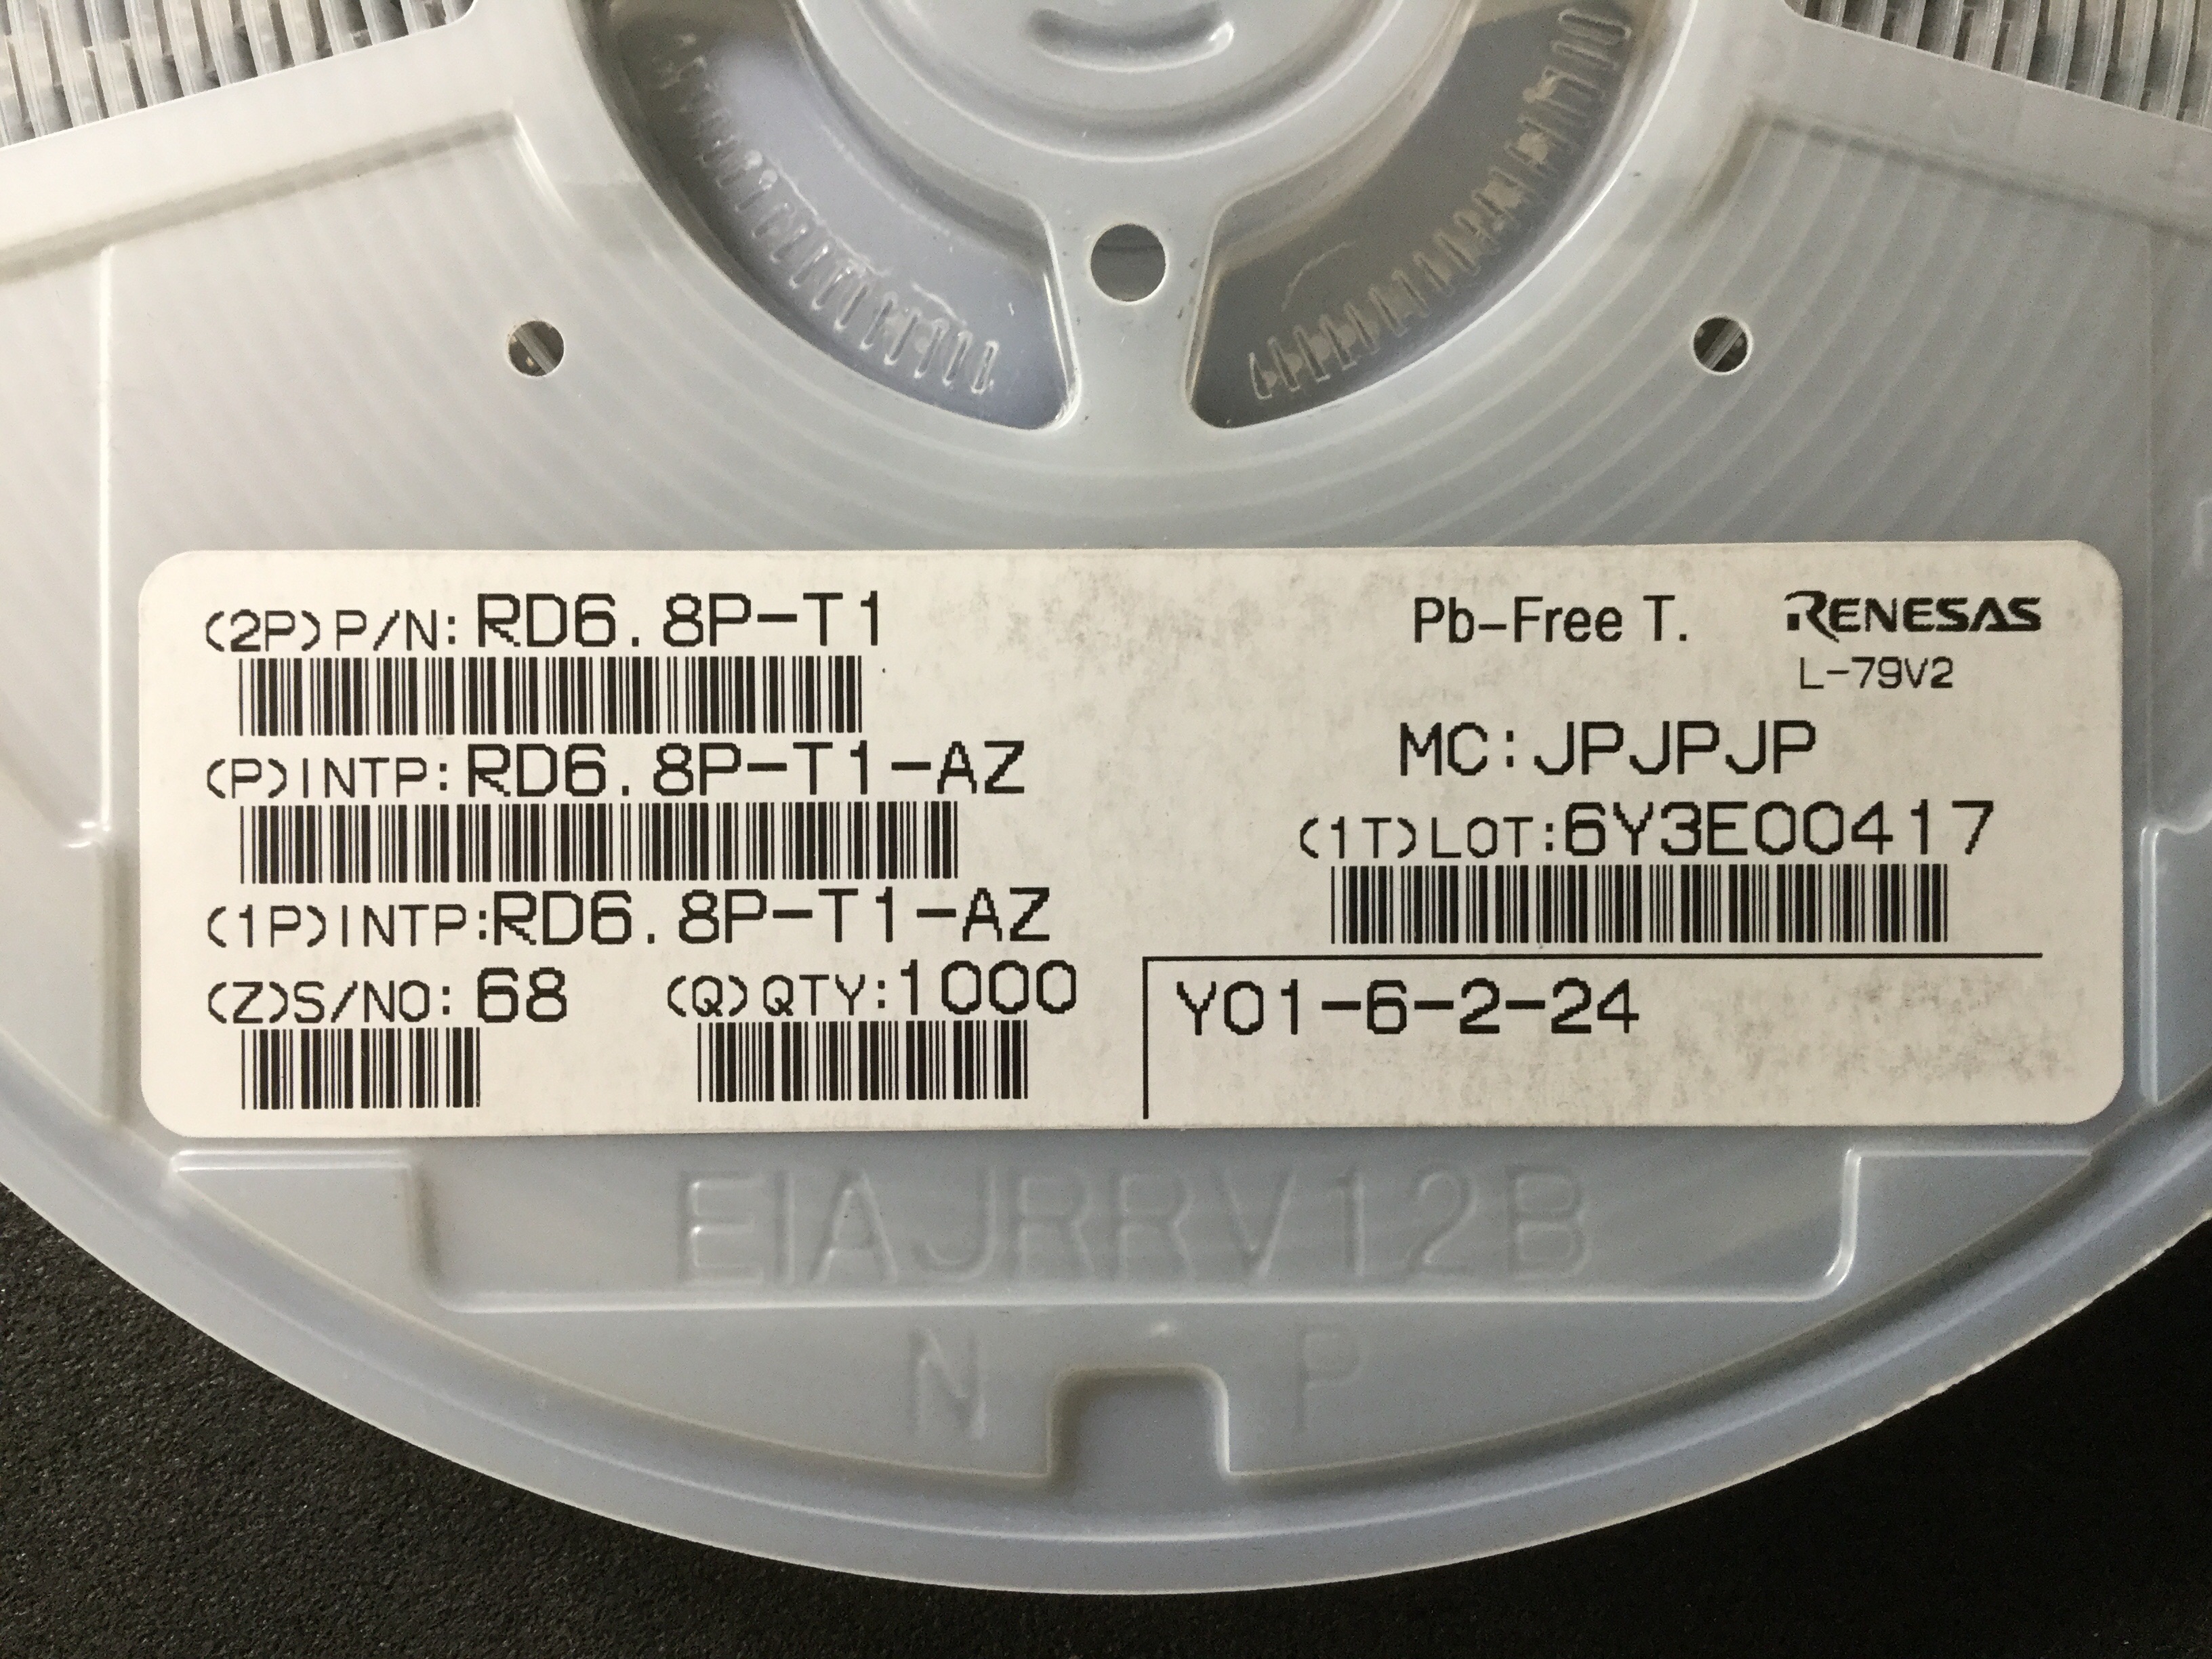 (2P)P/N:RD6.8P-T1
Pb-Free T.
RENESAS
L-79V2
(P)INTP:RD6.8P-T1-AZ
MC:JPJPJP
(1T)LOT:6Y3E00417
(1P)INTP:RD6.8P-T1-AZ
(Z)S/NO:68
(Q)QTY:1000
Y01-6-2-24
EIAJRRV12B
N P